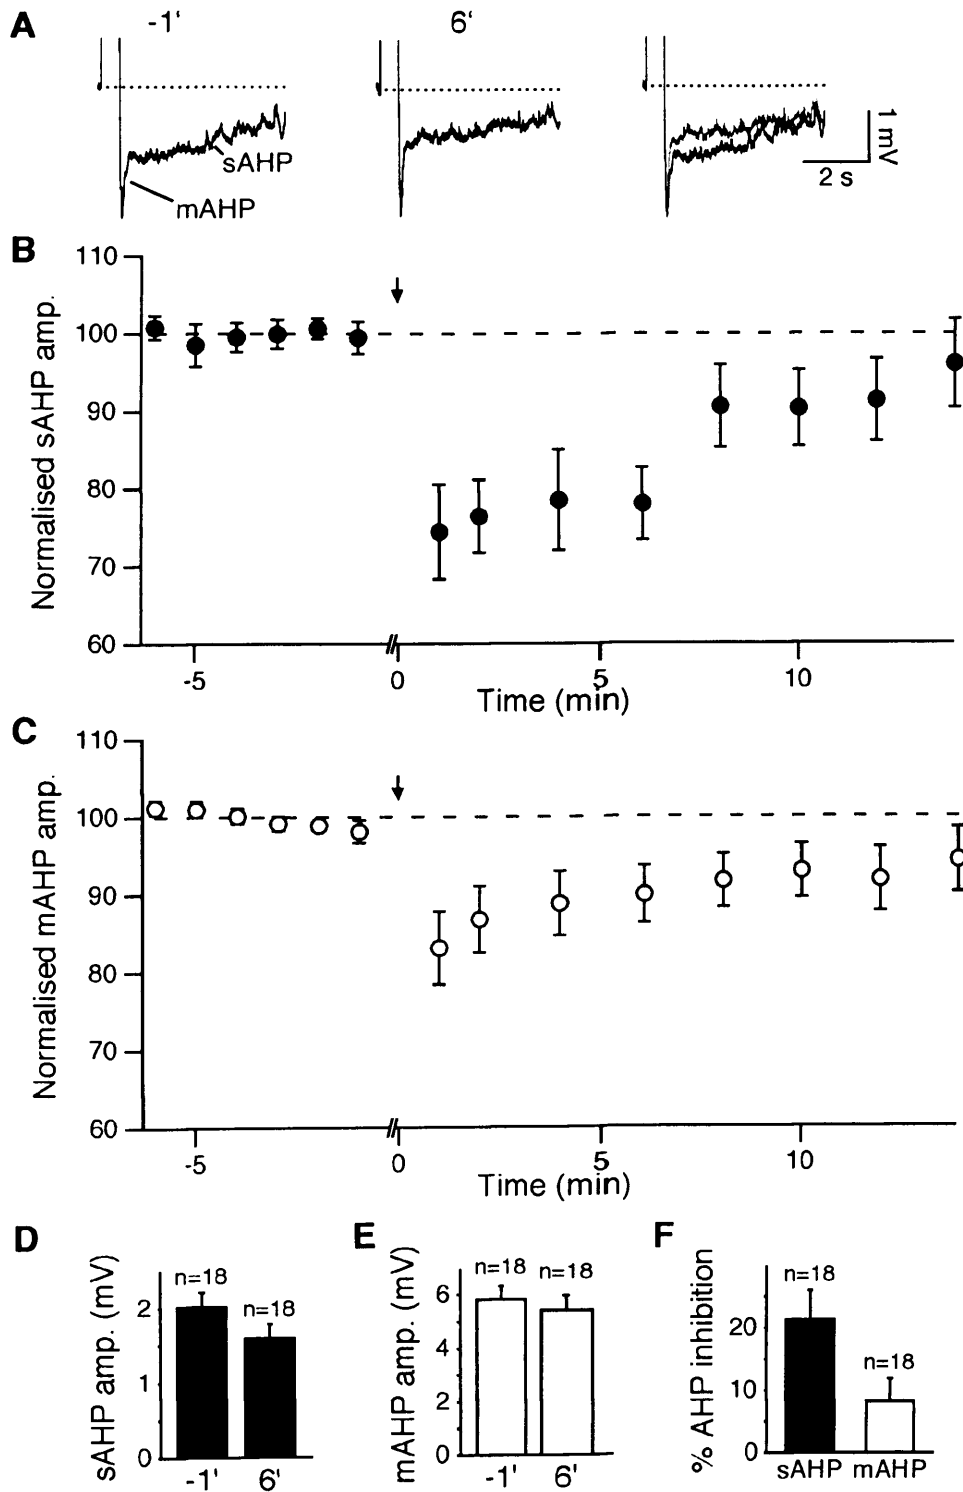 A
-1'
6'
sAHP
mAHP
1 mV
2 s
B
Normalised sAHP amp.
110
100
90
80
70
60
-5
0
5
10
Time (min)
C
Normalised mAHP amp.
110
100
90
80
70
60
-5
0
5
10
Time (min)
D
sAHP amp. (mV)
2
1
0
n=18
n=18
-1'
6'
E
mAHP amp. (mV)
6
4
2
0
n=18
n=18
-1'
6'
F
% AHP inhibition
20
10
0
n=18
n=18
sAHP
mAHP